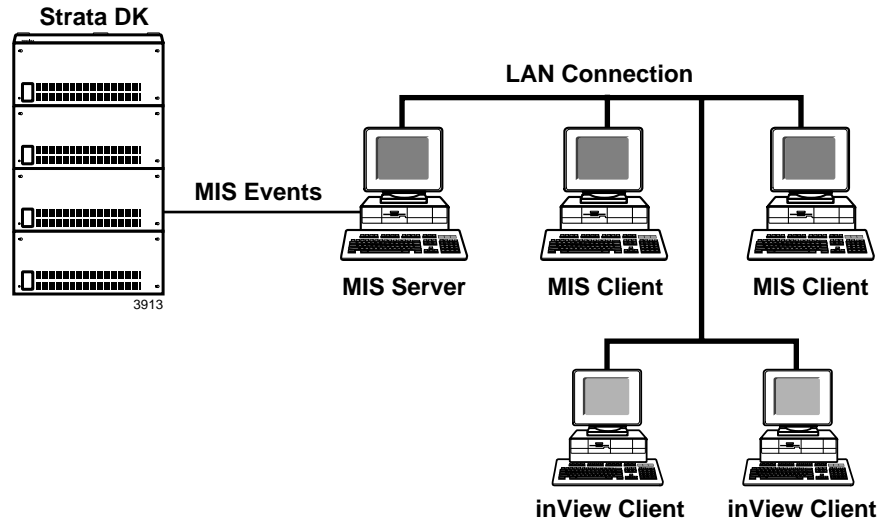 Strata DK
LAN Connection
MIS Events
MIS Server
MIS Client
MIS Client
3913
inView Client
inView Client